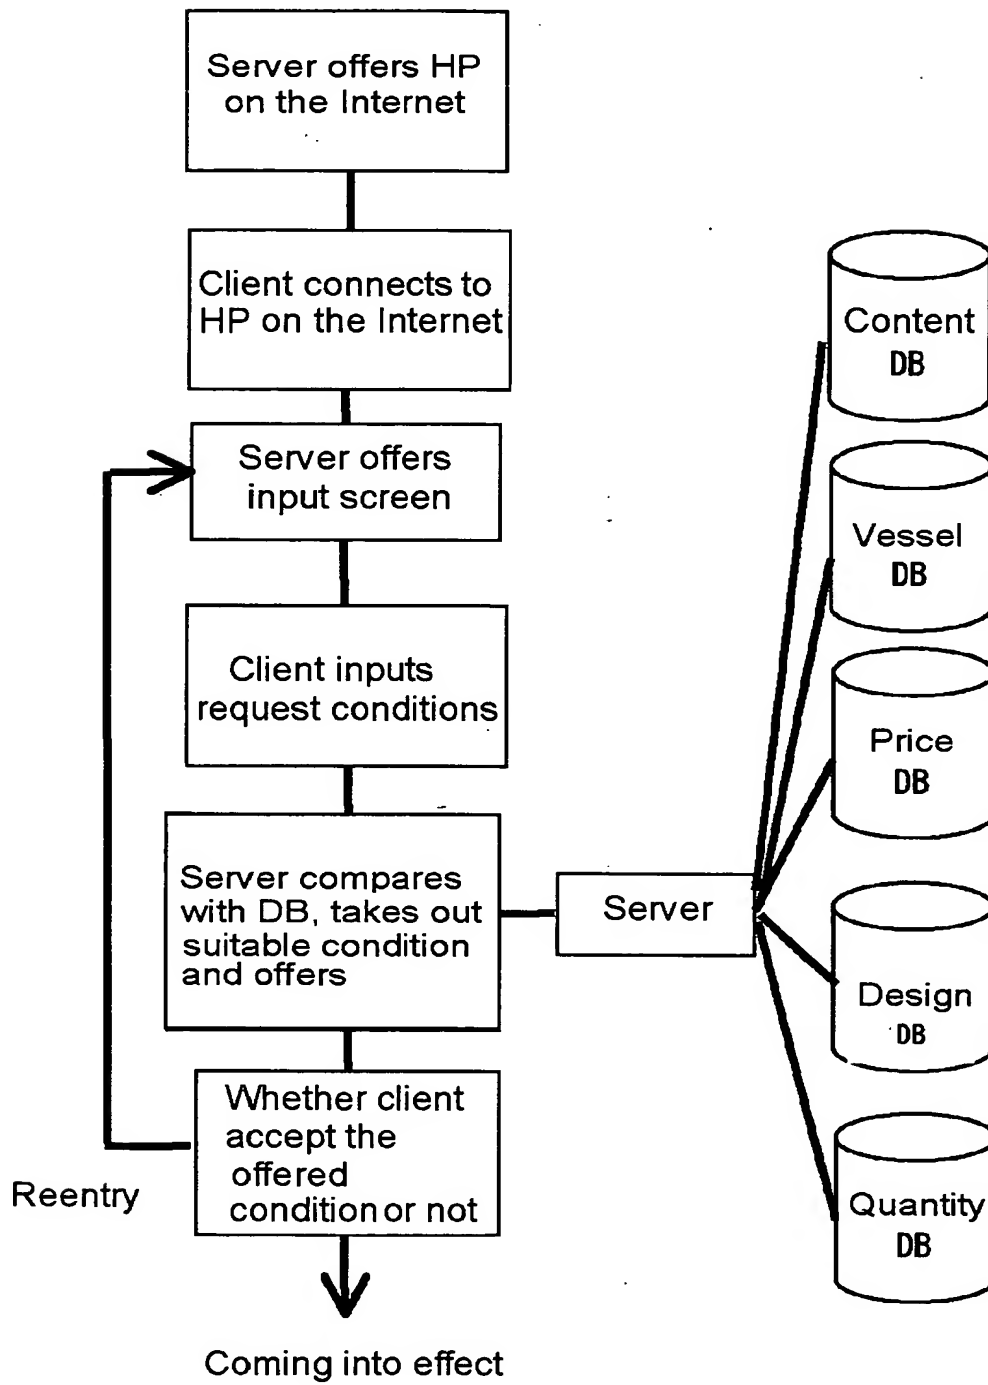 Server offers HP
on the Internet
Client connects to
HP on the Internet
Server offers
input screen
Client inputs
request conditions
Server compares
with DB, takes out
suitable condition
and offers
Whether client
accept the
offered
condition or not
Reentry
Coming into effect
Server
Content
DB
Vessel
DB
Price
DB
Design
DB
Quantity
DB